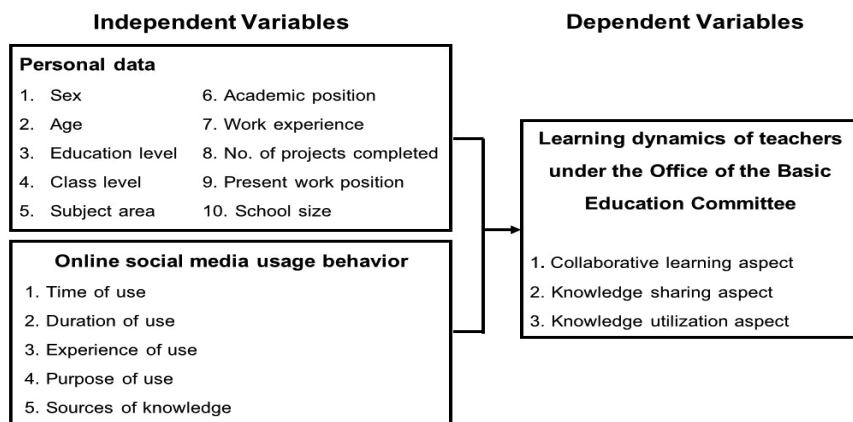 Independent Variables
Dependent Variables
Personal data
1. Sex
2. Age
3. Education level
4. Class level
5. Subject area
6. Academic position
7. Work experience
8. No. of projects completed
9. Present work position
10. School size
Online social media usage behavior
1. Time of use
2. Duration of use
3. Experience of use
4. Purpose of use
5. Sources of knowledge
Learning dynamics of teachers
under the Office of the Basic
Education Committee
1. Collaborative learning aspect
2. Knowledge sharing aspect
3. Knowledge utilization aspect